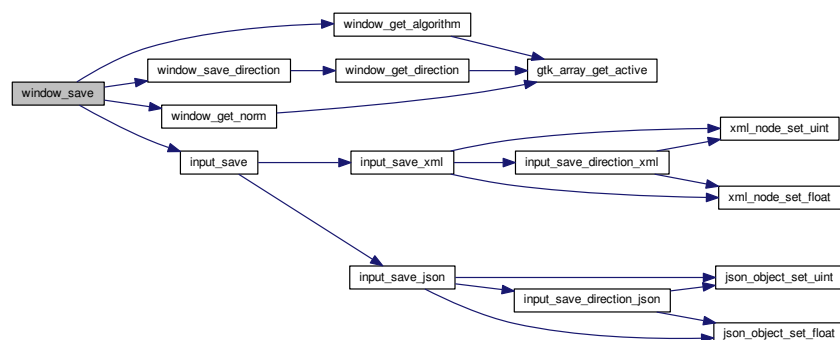 window_save
window_get_algorithm
window_save_direction
window_get_direction
gtk_array_get_active
window_get_norm
input_save
input_save_xml
input_save_direction_xml
xml_node_set_uint
xml_node_set_float
input_save_json
input_save_direction_json
json_object_set_uint
json_object_set_float